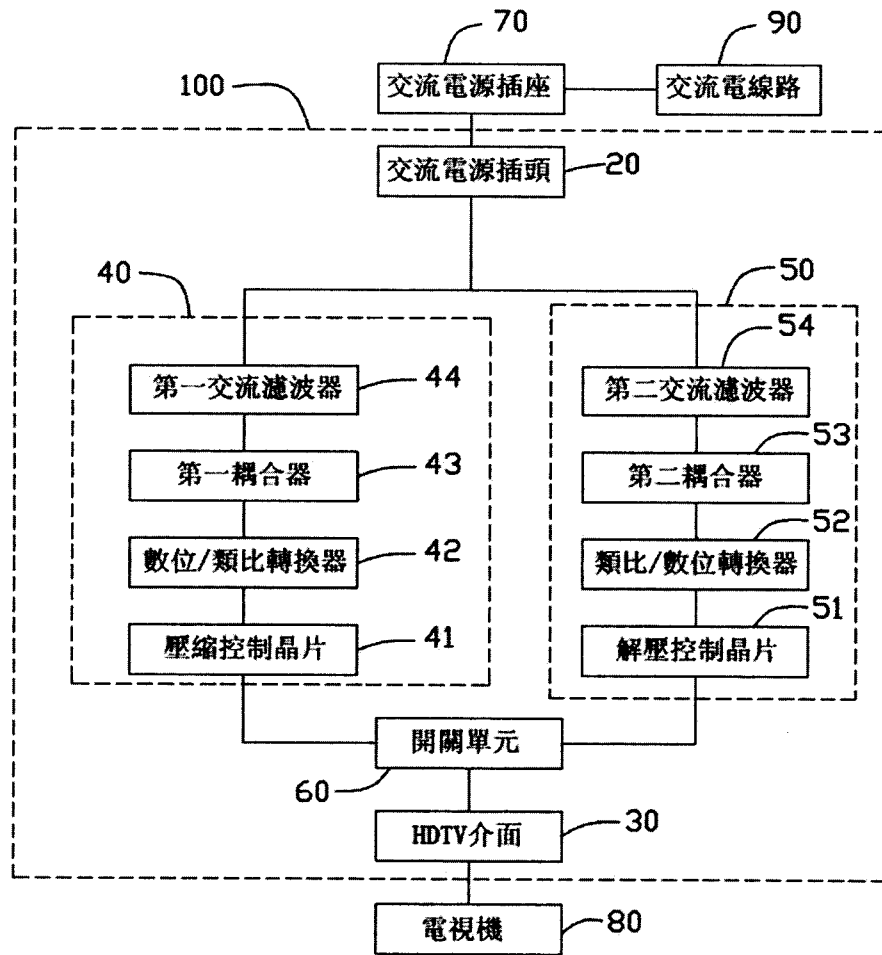 70
90
100
交流電源插座
交流電線路
交流電源插頭
20
40
50
54
第一交流濾波器
44
第二交流濾波器
53
第一耦合器
43
第二耦合器
52
數位/類比轉換器
42
類比/數位轉換器
51
壓縮控制晶片
41
解壓控制晶片
開關單元
60
HDTV介面
30
電視機
80